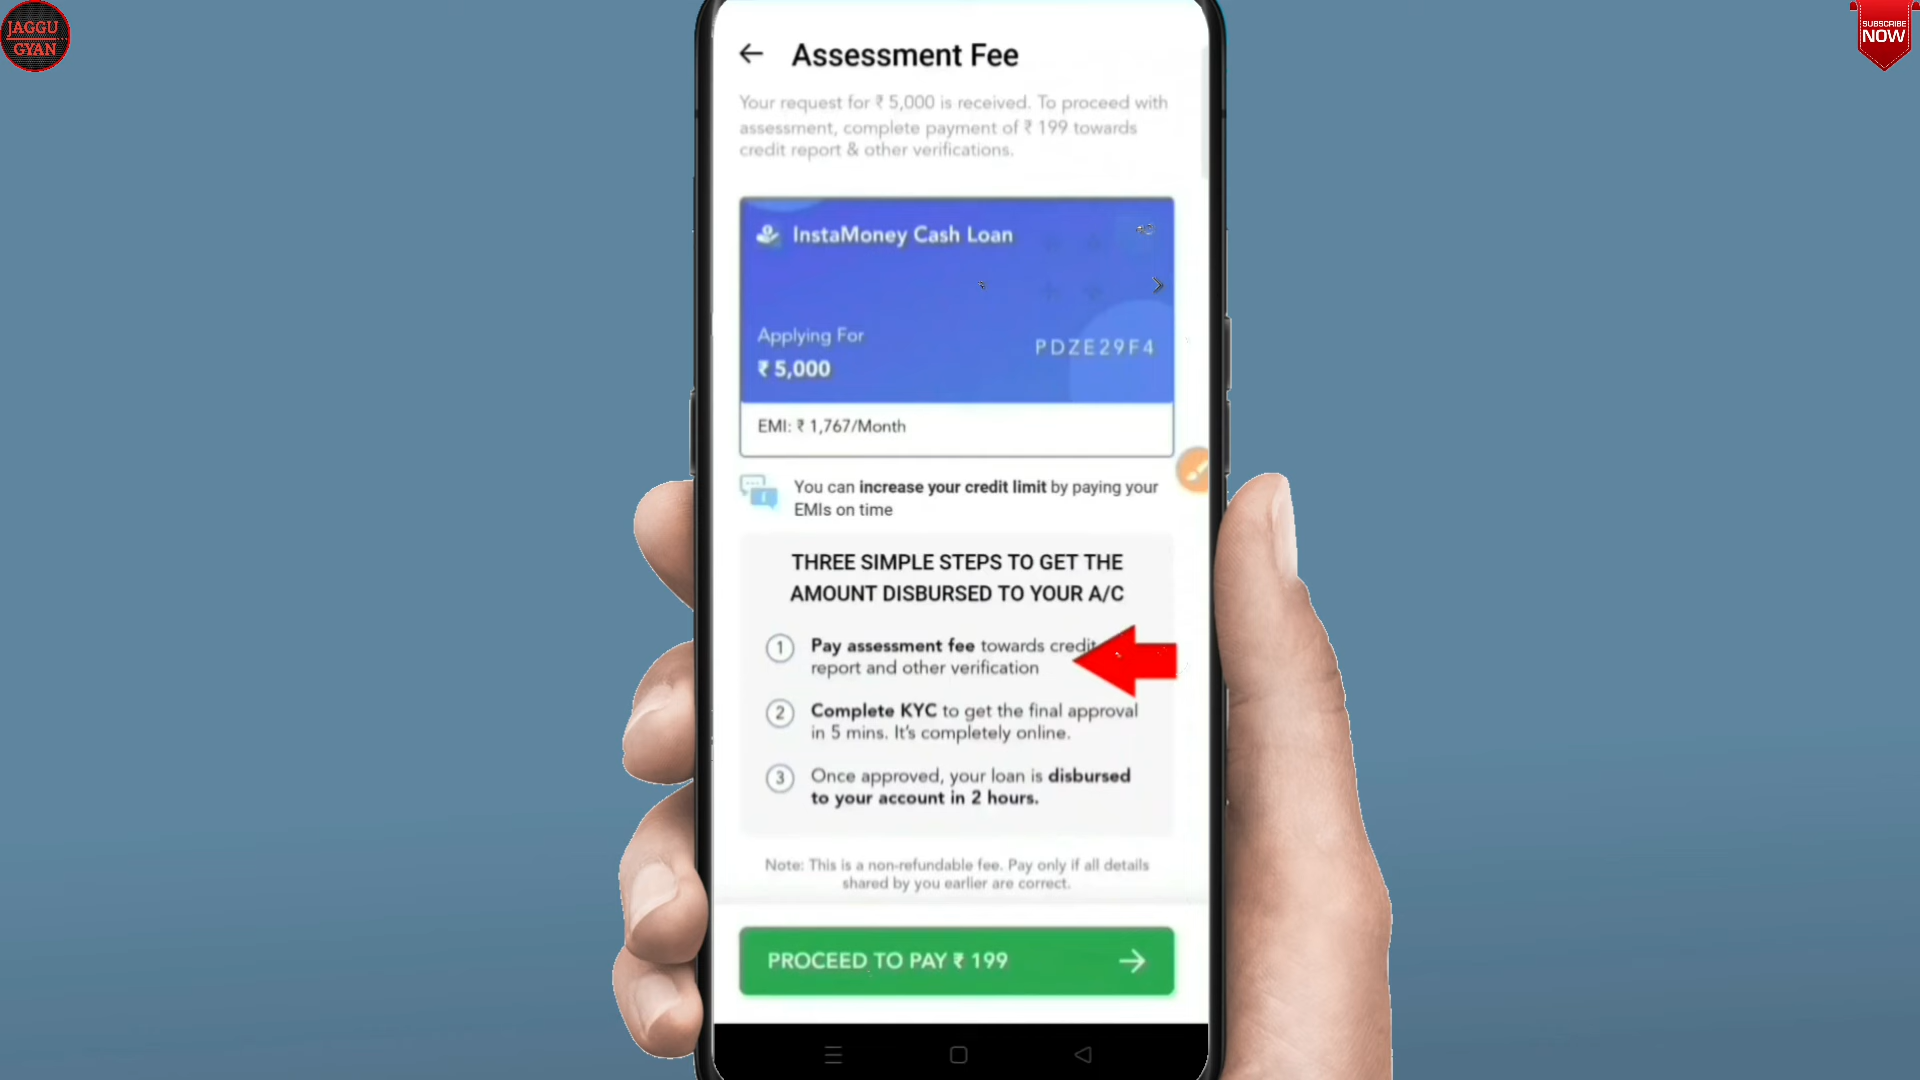 JAGGU
GYAN
SUBSCRIBE
NOW
Assessment Fee
Your request for ₹ 5,000 is received. To proceed with
assessment, complete payment of ₹ 199 towards
credit report & other verifications.
InstaMoney Cash Loan
Applying For
₹ 5,000
PDZE29F4
EMI: ₹ 1,767/Month
You can increase your credit limit by paying your
EMIs on time
THREE SIMPLE STEPS TO GET THE
AMOUNT DISBURSED TO YOUR A/C
1 Pay assessment fee towards credit
report and other verification
2 Complete KYC to get the final approval
in 5 mins. It's completely online.
3 Once approved, your loan is disbursed
to your account in 2 hours.
Note: This is a non-refundable fee. Pay only if all details
shared by you earlier are correct.
PROCEED TO PAY ₹ 199